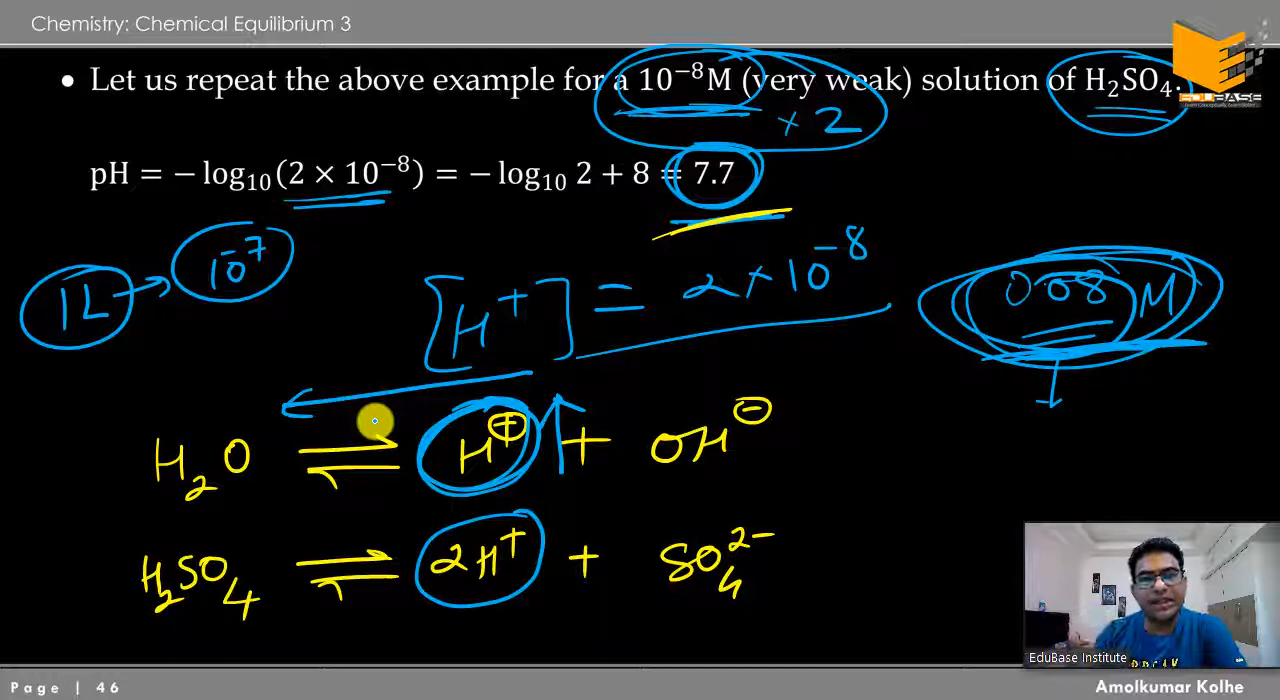 Chemistry: Chemical Equilibrium 3
• Let us repeat the above example for a 10⁻⁸M (very weak) solution of H₂SO₄.
× 2
EDUBASE
pH = − log₁₀(2 × 10⁻⁸) = − log₁₀ 2 + 8 = 7.7
1L → 10⁻⁷
[H⁺] = 2 × 10⁻⁸
0.08 M
H₂O ⇌ H⊕ ↑ + OH⊖
H₂SO₄ ⇌ 2H⁺ + SO₄²⁻
EduBase Institute
Page | 46
Amolkumar Kolhe